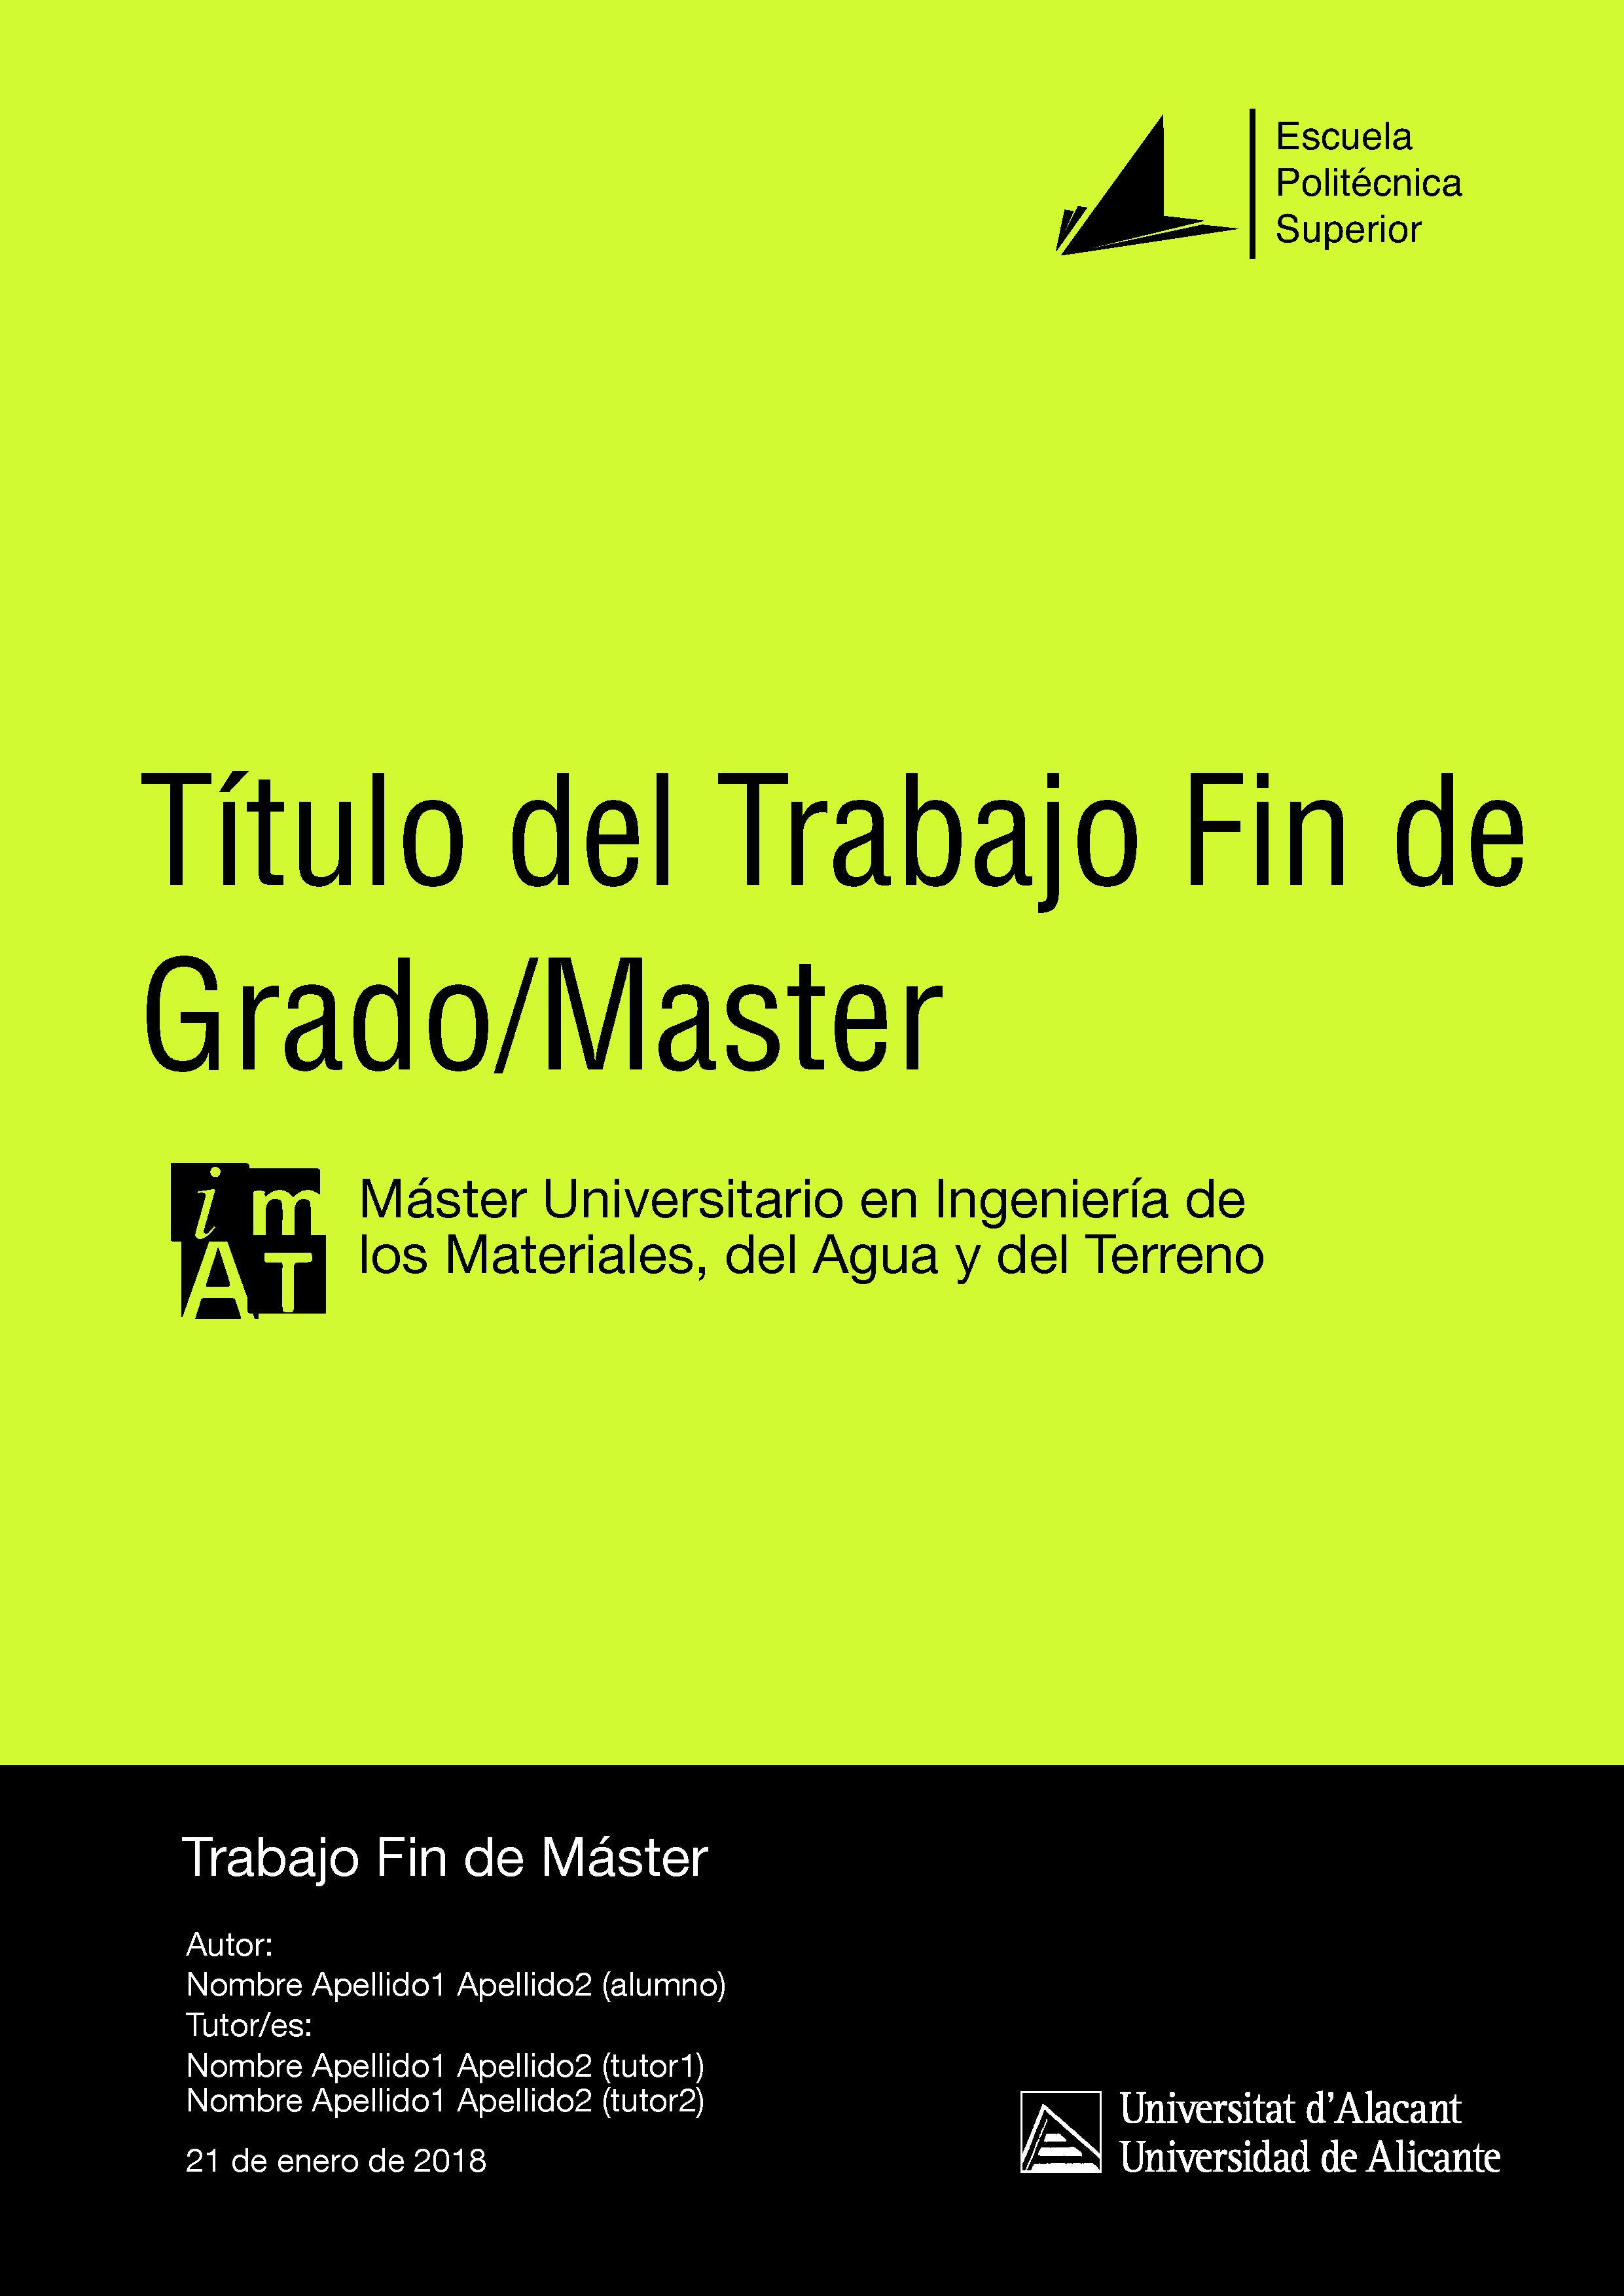 Escuela
Politécnica
Superior
Título del Trabajo Fin de
Grado/Master
i m
A T
Máster Universitario en Ingeniería de
los Materiales, del Agua y del Terreno
Trabajo Fin de Máster
Autor:
Nombre Apellido1 Apellido2 (alumno)
Tutor/es:
Nombre Apellido1 Apellido2 (tutor1)
Nombre Apellido1 Apellido2 (tutor2)
21 de enero de 2018
Universitat d’Alacant
Universidad de Alicante